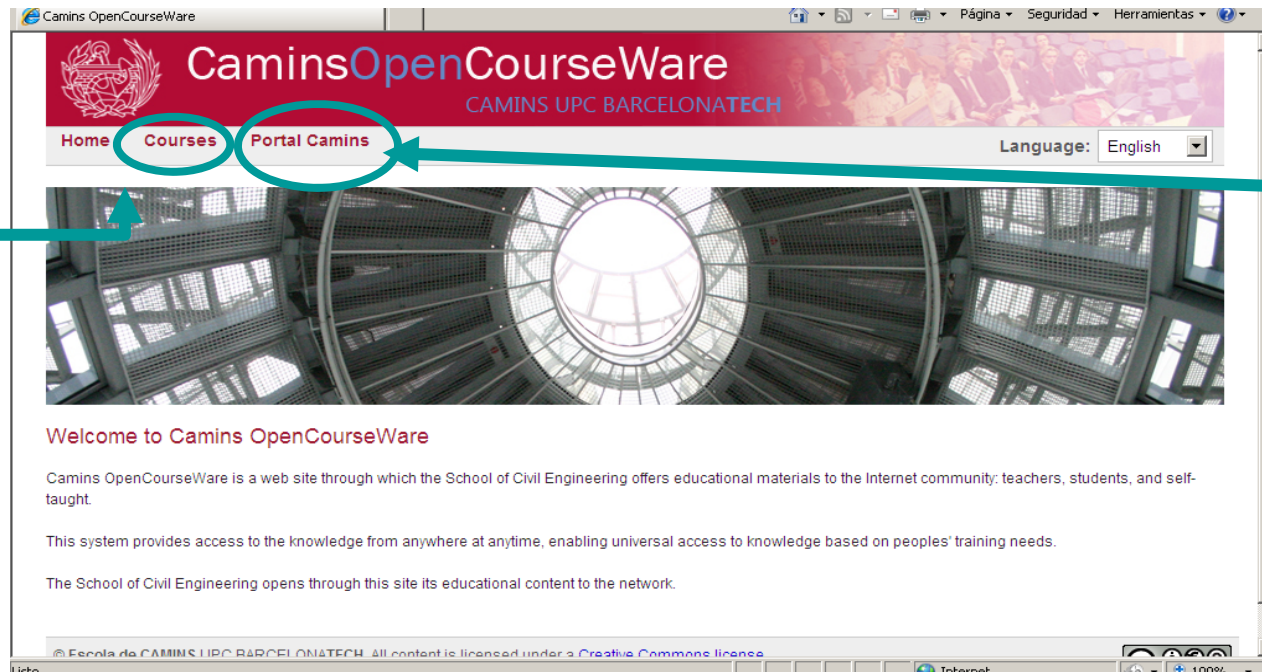 Camins OpenCourseWare
Página Seguridad Herramientas
CaminsOpenCourseWare
CAMINS UPC BARCELONATECH
Home Courses Portal Camins Language: English
Welcome to Camins OpenCourseWare
Camins OpenCourseWare is a web site through which the School of Civil Engineering offers educational materials to the Internet community: teachers, students, and self-
taught.
This system provides access to the knowledge from anywhere at anytime, enabling universal access to knowledge based on peoples' training needs.
The School of Civil Engineering opens through this site its educational content to the network.
© Escola de CAMINS UPC BARCELONATECH. All content is licensed under a Creative Commons license
Listo Internet 100%